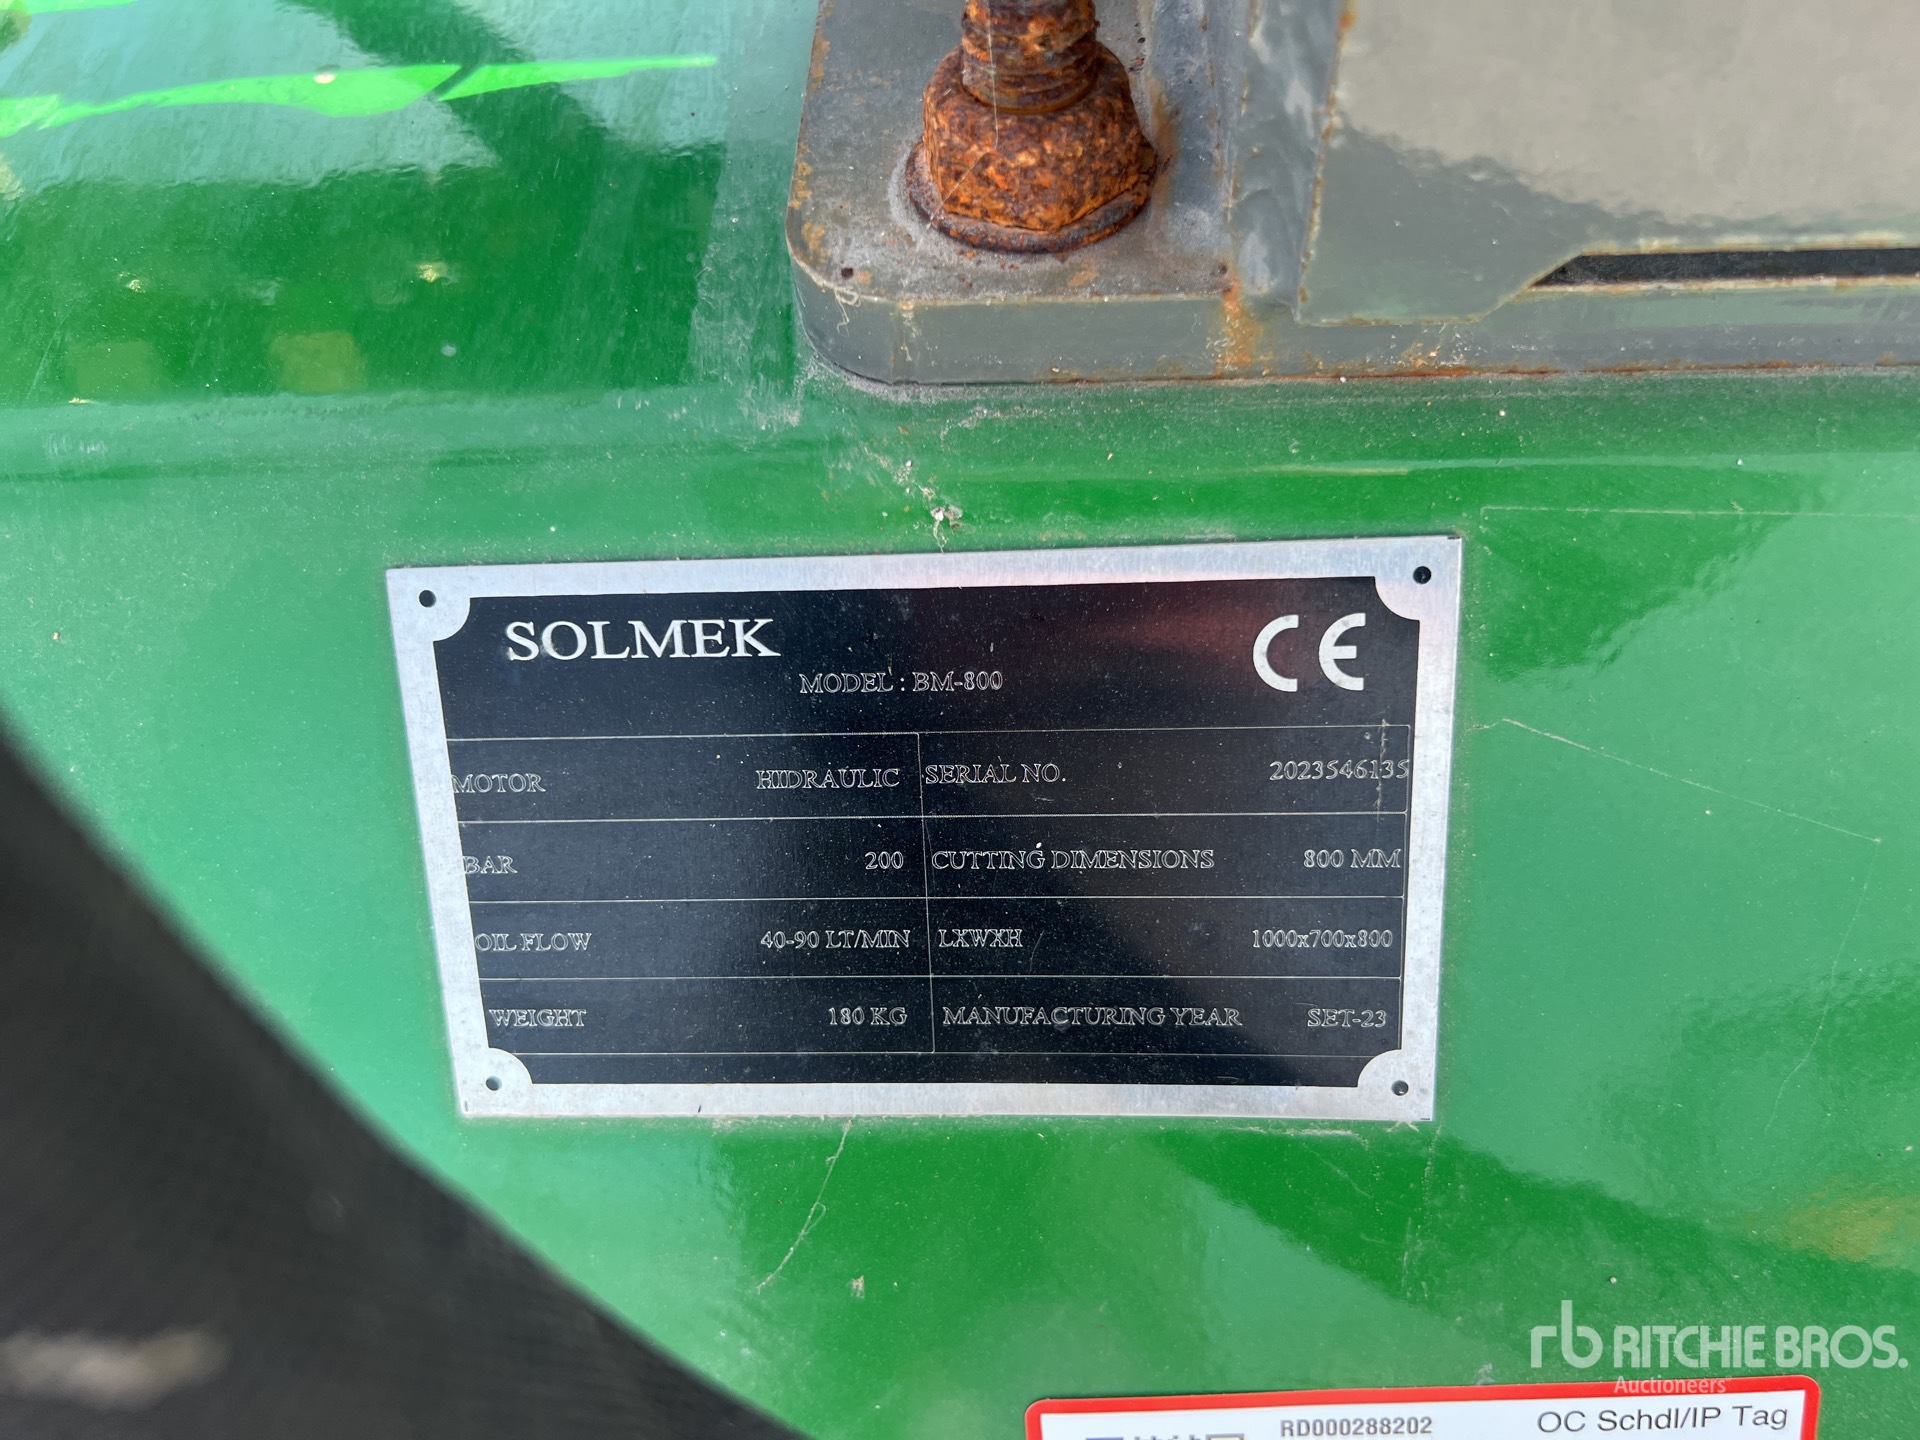 SOLMEK
CE
MODEL : BM-800
MOTOR HIDRAULIC SERIAL NO. 2023546135
BAR 200 CUTTING DIMENSIONS 800 MM
OIL FLOW 40-90 LT/MIN LXWXH 1000x700x800
WEIGHT 180 KG MANUFACTURING YEAR SET-23
rb RITCHIE BROS.
Auctioneers
RD000288202 OC Schdl/IP Tag